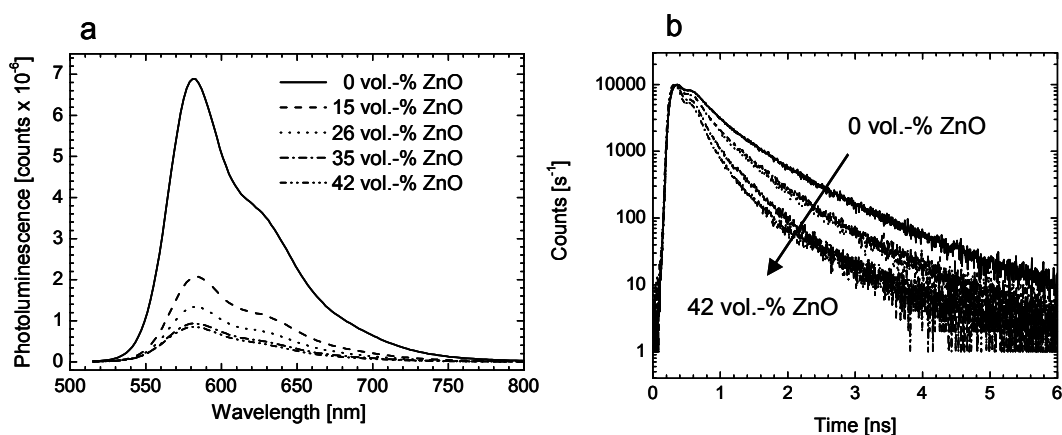 a
Photoluminescence [counts x 10-6]
7
6
5
4
3
2
1
0
0 vol.-% ZnO
15 vol.-% ZnO
26 vol.-% ZnO
35 vol.-% ZnO
42 vol.-% ZnO
500 550 600 650 700 750 800
Wavelength [nm]
b
Counts [s-1]
10000
1000
100
10
1
0 vol.-% ZnO
42 vol.-% ZnO
0 1 2 3 4 5 6
Time [ns]